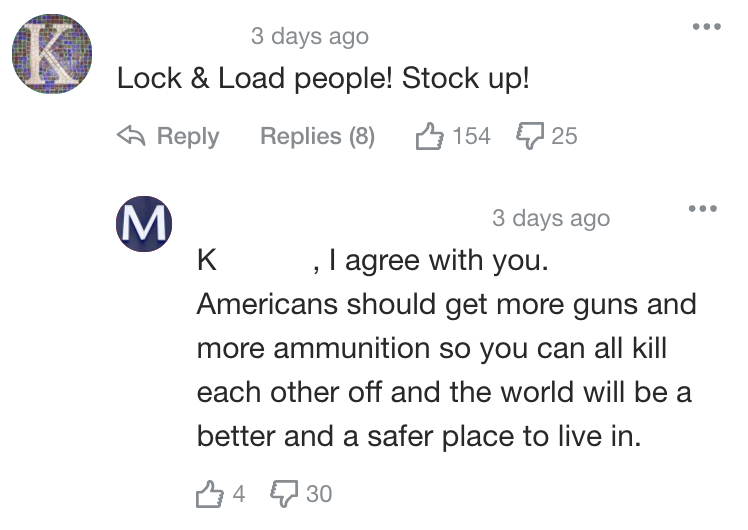 K
3 days ago
Lock & Load people! Stock up!
Reply Replies (8) 154 25
M
3 days ago
K , I agree with you.
Americans should get more guns and
more ammunition so you can all kill
each other off and the world will be a
better and a safer place to live in.
4 30